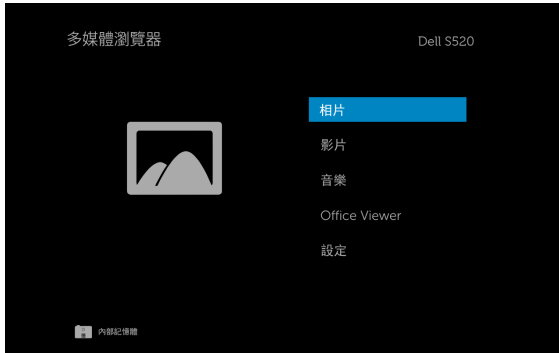 多媒體瀏覽器
Dell S520
相片
影片
音樂
Office Viewer
設定
內部記憶體